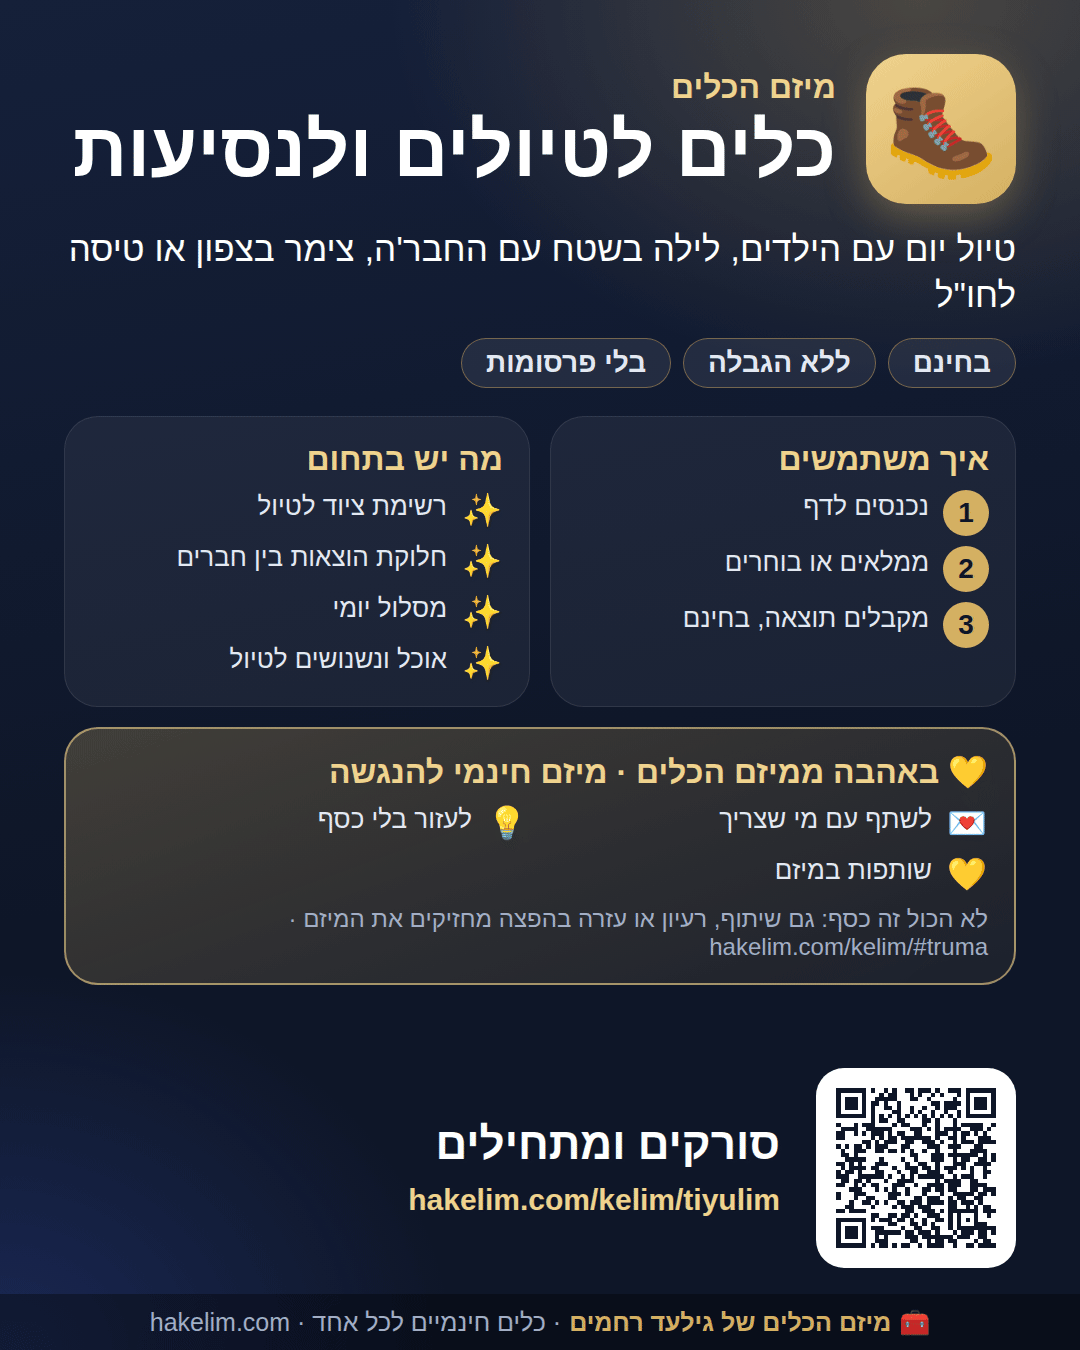 מיזם הכלים
כלים לטיולים ולנסיעות
טיול יום עם הילדים, לילה בשטח עם החבר'ה, צימר בצפון או טיסה
לחו"ל
בחינם
ללא הגבלה
בלי פרסומות
איך משתמשים
1 נכנסים לדף
2 ממלאים או בוחרים
3 מקבלים תוצאה, בחינם
מה יש בתחום
✨ רשימת ציוד לטיול
✨ חלוקת הוצאות בין חברים
✨ מסלול יומי
✨ אוכל ונשנושים לטיול
💛 באהבה ממיזם הכלים · מיזם חינמי להנגשה
💌 לשתף עם מי שצריך
💡 לעזור בלי כסף
💛 שותפות במיזם
לא הכול זה כסף: גם שיתוף, רעיון או עזרה בהפצה מחזיקים את המיזם ·
hakelim.com/kelim/#truma
סורקים ומתחילים
hakelim.com/kelim/tiyulim
🧰 מיזם הכלים של גילעד רחמים · כלים חינמיים לכל אחד · hakelim.com